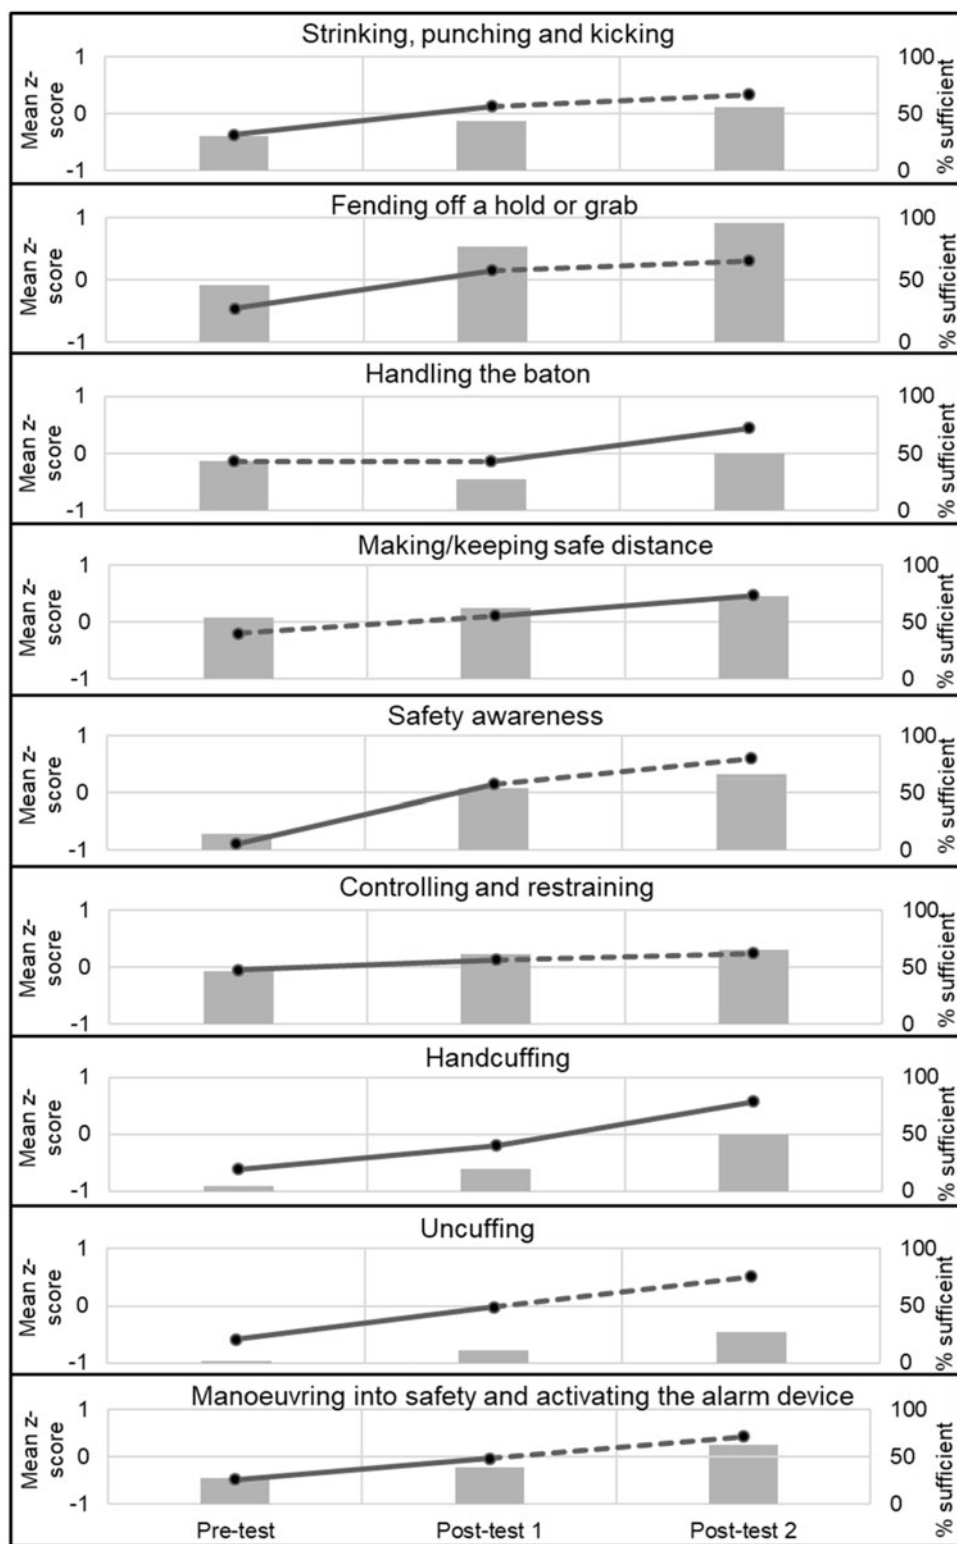 Strinking, punching and kicking
Mean z-
score
1
0
-1
100
50
0
% sufficient
Fending off a hold or grab
Mean z-
score
1
0
-1
100
50
0
% sufficient
Handling the baton
Mean z-
score
1
0
-1
100
50
0
% sufficient
Making/keeping safe distance
Mean z-
score
1
0
-1
100
50
0
% sufficient
Safety awareness
Mean z-
score
1
0
-1
100
50
0
% sufficient
Controlling and restraining
Mean z-
socre
1
0
-1
100
50
0
% sufficient
Handcuffing
Mean z-
score
1
0
-1
100
50
0
% sufficient
Uncuffing
Mean z-
score
1
0
-1
100
50
0
% sufficeint
Manoeuvring into safety and activating the alarm device
Mean z-
score
1
0
-1
100
50
0
% sufficient
Pre-test Post-test 1 Post-test 2